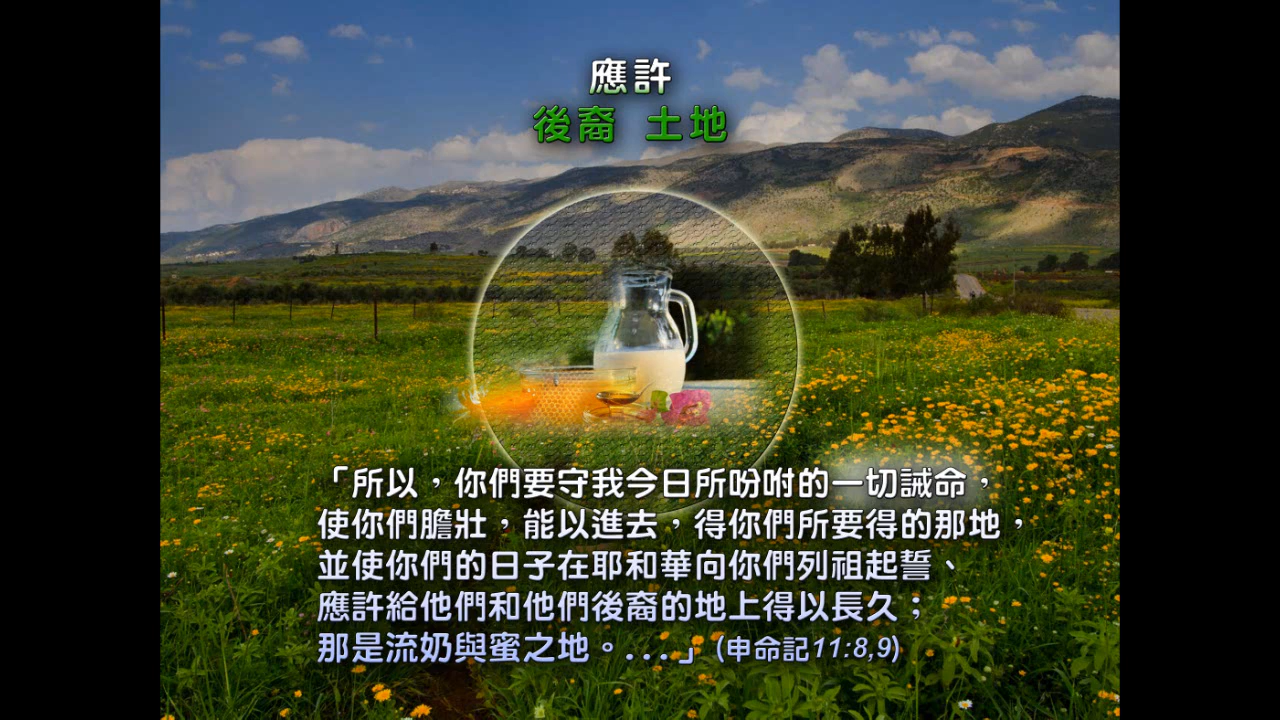 應許
後裔 土地
「所以，你們要守我今日所吩咐的一切誡命，
使你們膽壯，能以進去，得你們所要得的那地，
並使你們的日子在耶和華向你們列祖起誓、
應許給他們和他們後裔的地上得以長久；
那是流奶與蜜之地。...」(申命記11:8,9)